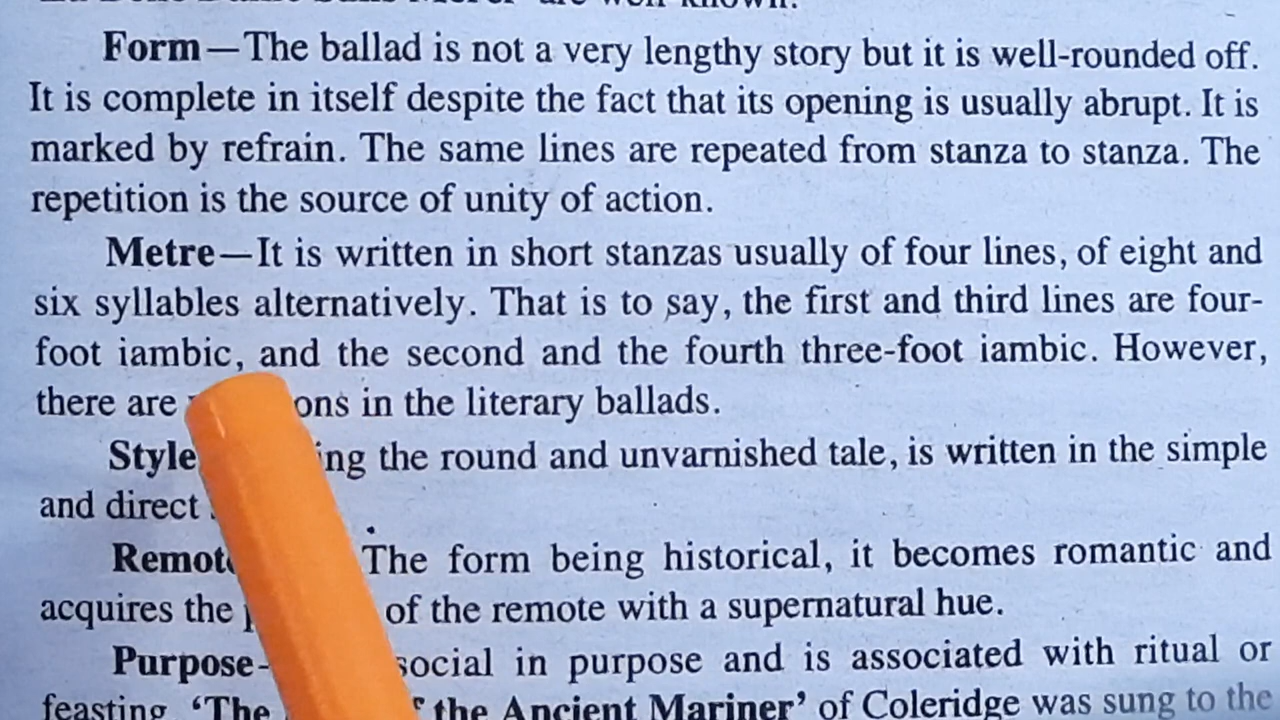 Form—The ballad is not a very lengthy story but it is well-rounded off.
It is complete in itself despite the fact that its opening is usually abrupt. It is
marked by refrain. The same lines are repeated from stanza to stanza. The
repetition is the source of unity of action.
Metre—It is written in short stanzas usually of four lines, of eight and
six syllables alternatively. That is to say, the first and third lines are four-
foot iambic, and the second and the fourth three-foot iambic. However,
there are ons in the literary ballads.
Style ing the round and unvarnished tale, is written in the simple
and direct
Remot The form being historical, it becomes romantic and
acquires the of the remote with a supernatural hue.
Purpose- social in purpose and is associated with ritual or
feasting. ‘The the Ancient Mariner’ of Coleridge was sung to the